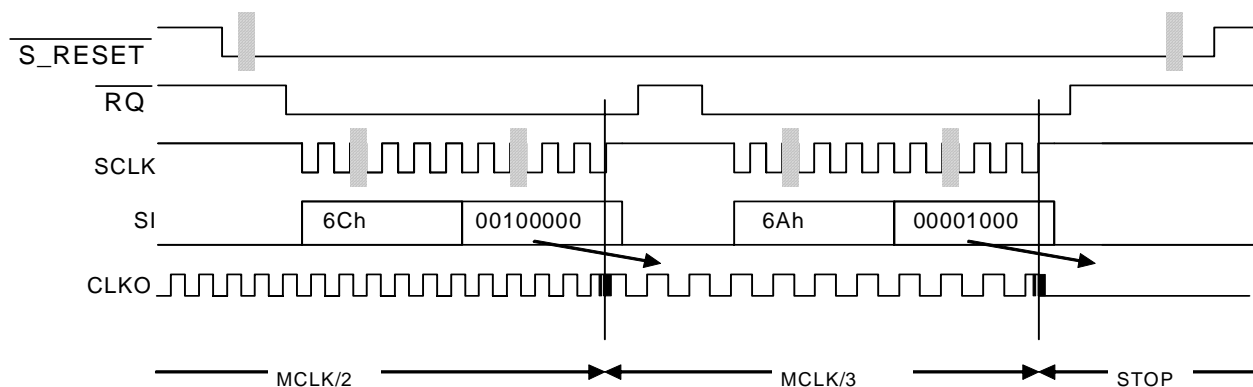 S_RESET
RQ
SCLK
SI
6Ch
00100000
6Ah
00001000
CLKO
MCLK/2
MCLK/3
STOP